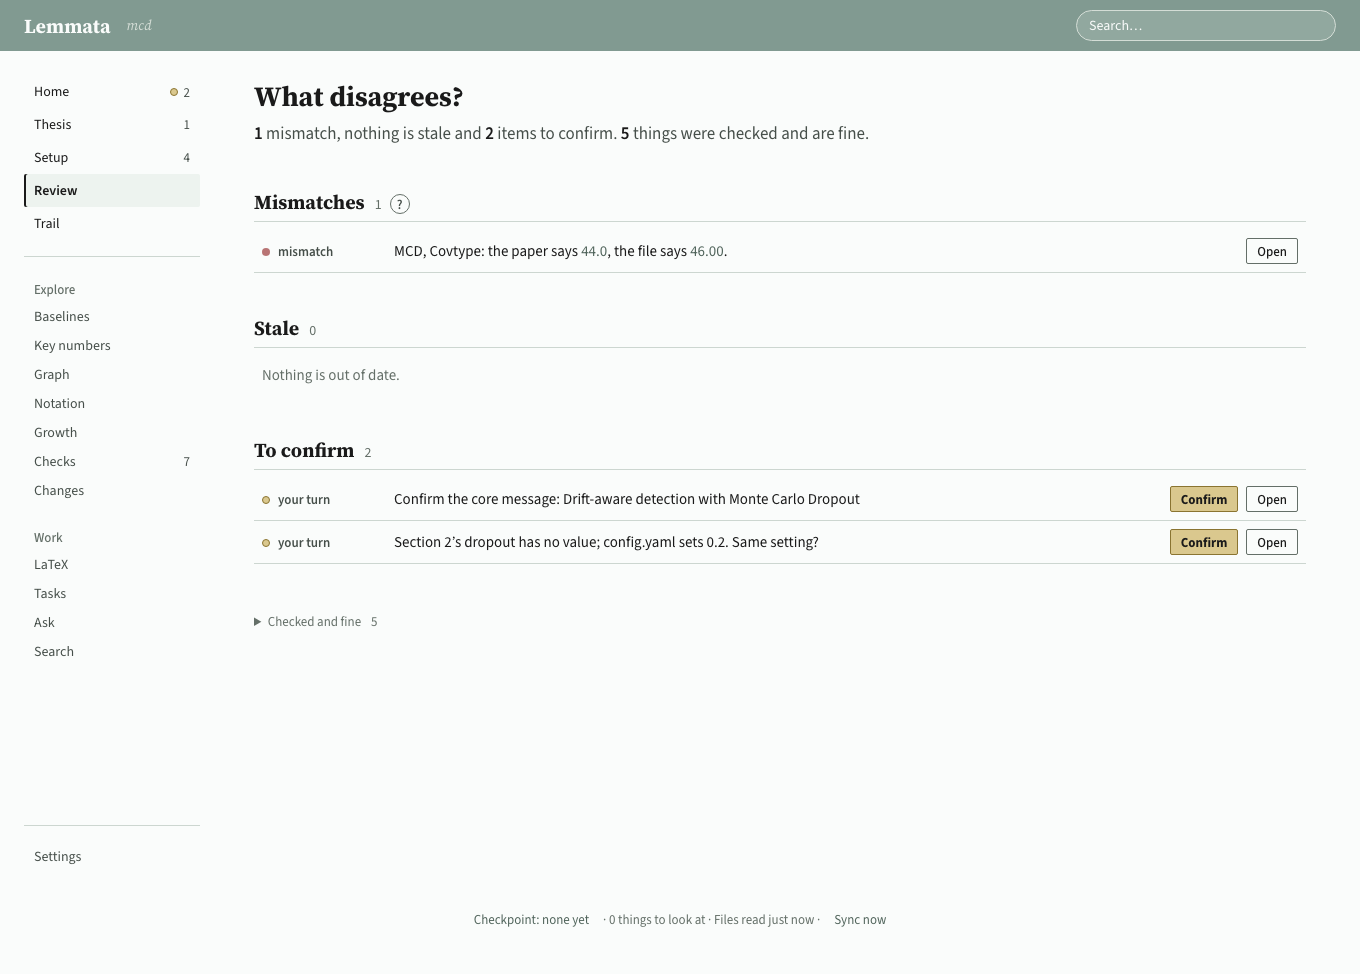 Lemmata mcd
Search…
Home 2
Thesis 1
Setup 4
Review
Trail
Explore
Baselines
Key numbers
Graph
Notation
Growth
Checks 7
Changes
Work
LaTeX
Tasks
Ask
Search
Settings
What disagrees?
1 mismatch, nothing is stale and 2 items to confirm. 5 things were checked and are fine.
Mismatches 1 ?
mismatch MCD, Covtype: the paper says 44.0, the file says 46.00. Open
Stale 0
Nothing is out of date.
To confirm 2
your turn Confirm the core message: Drift-aware detection with Monte Carlo Dropout Confirm Open
your turn Section 2’s dropout has no value; config.yaml sets 0.2. Same setting? Confirm Open
Checked and fine 5
Checkpoint: none yet · 0 things to look at · Files read just now · Sync now